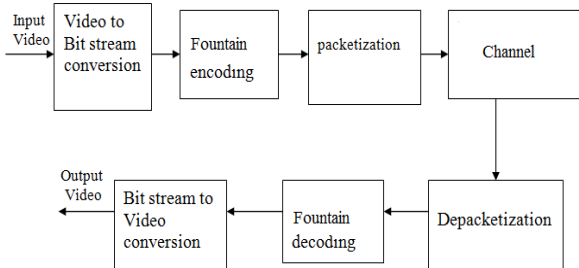 Input
Video
Video to
Bit stream
conversion
Fountain
encoding
packetization
Channel
Output
Video
Bit stream to
Video
conversion
Fountain
decoding
Depacketization